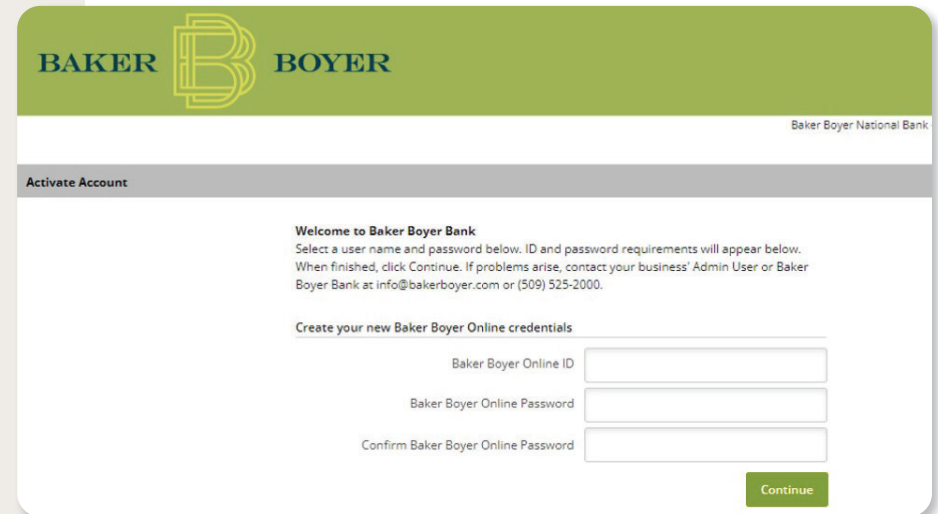 BAKER B BOYER
Baker Boyer National Bank
Activate Account
Welcome to Baker Boyer Bank
Select a user name and password below. ID and password requirements will appear below.
When finished, click Continue. If problems arise, contact your business' Admin User or Baker
Boyer Bank at info@bakerboyer.com or (509) 525-2000.
Create your new Baker Boyer Online credentials
Baker Boyer Online ID
Baker Boyer Online Password
Confirm Baker Boyer Online Password
Continue